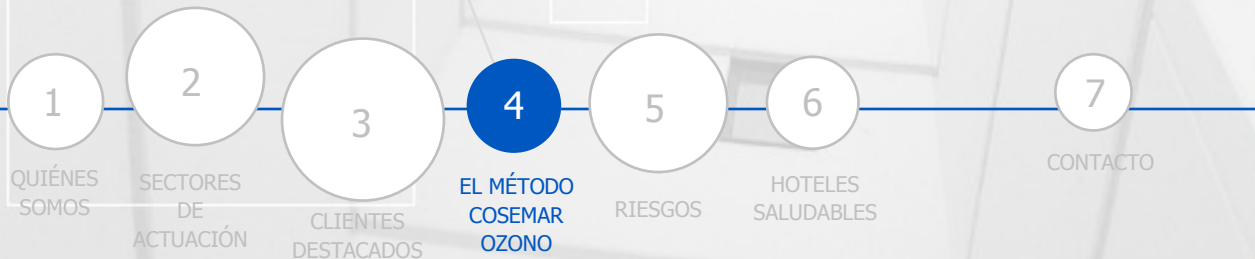 1
QUIÉNES
SOMOS
2
SECTORES
DE
ACTUACIÓN
3
CLIENTES
DESTACADOS
4
EL MÉTODO
COSEMAR
OZONO
5
RIESGOS
6
HOTELES
SALUDABLES
7
CONTACTO